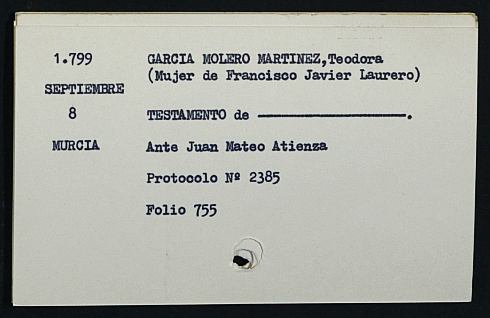 1.799 GARCIA MOLERO MARTINEZ,Teodora
(Mujer de Francisco Javier Laurero)
SEPTIEMBRE
8 TESTAMENTO de ——————————.
MURCIA Ante Juan Mateo Atienza
Protocolo Nº 2385
Folio 755